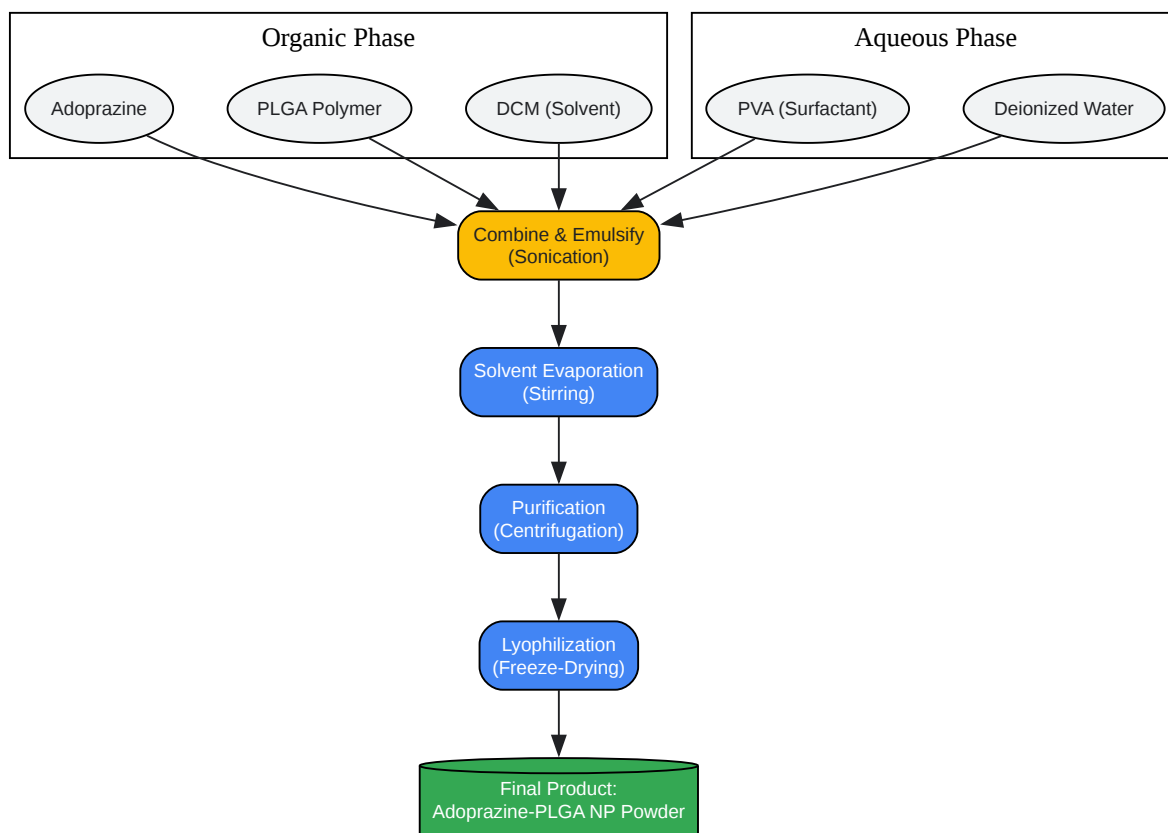 Organic Phase
Aqueous Phase
Adoprazine
PLGA Polymer
DCM (Solvent)
PVA (Surfactant)
Deionized Water
Combine & Emulsify
(Sonication)
Solvent Evaporation
(Stirring)
Purification
(Centrifugation)
Lyophilization
(Freeze-Drying)
Final Product:
Adoprazine-PLGA NP Powder